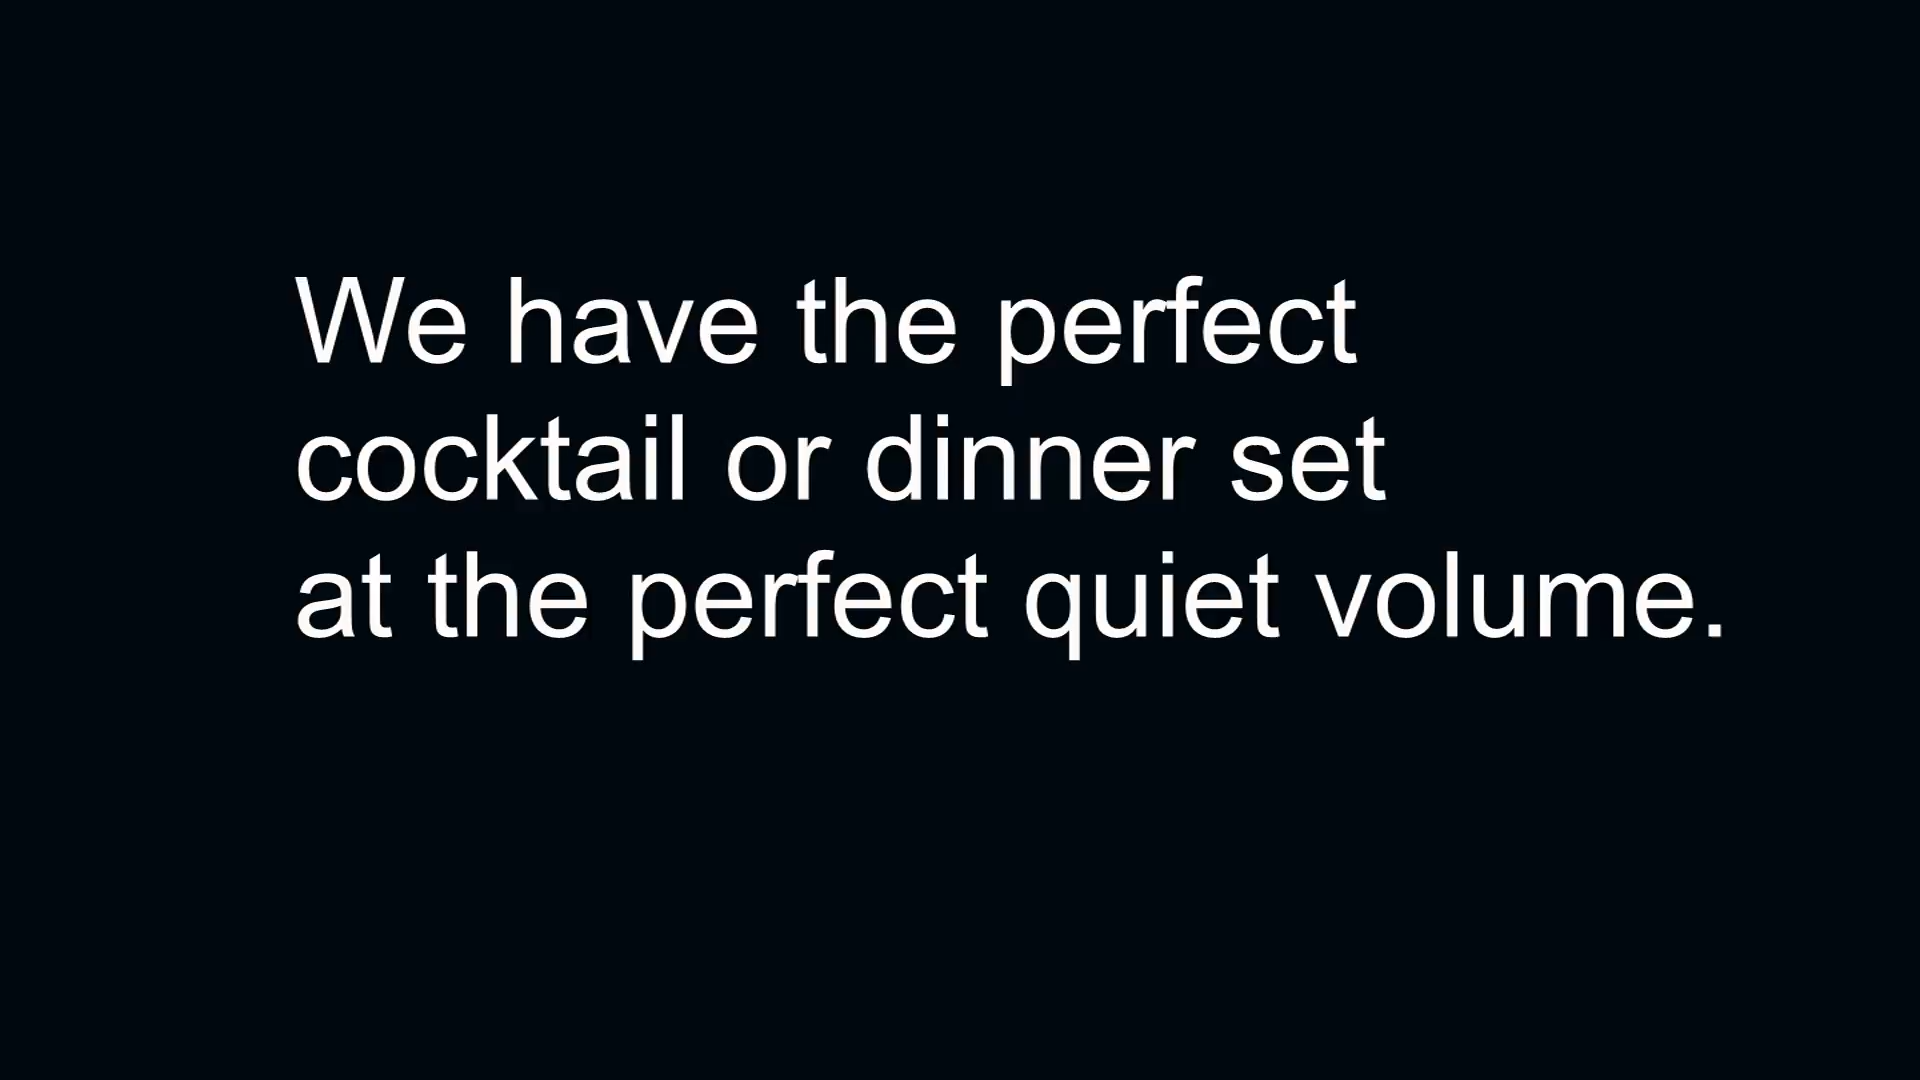 We have the perfect
cocktail or dinner set
at the perfect quiet volume.